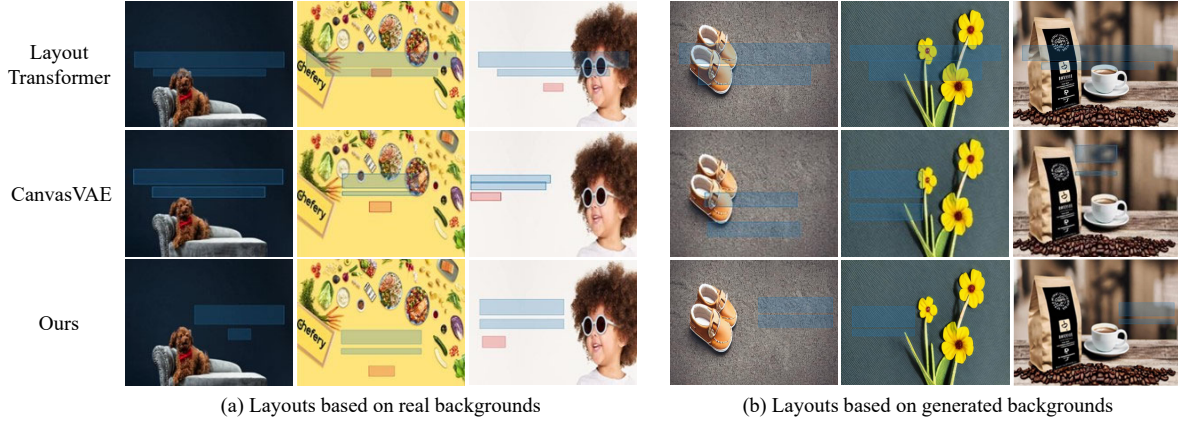 Layout
Transformer
CanvasVAE
Ours
Chefery
Chefery
Chefery
(a) Layouts based on real backgrounds
(b) Layouts based on generated backgrounds